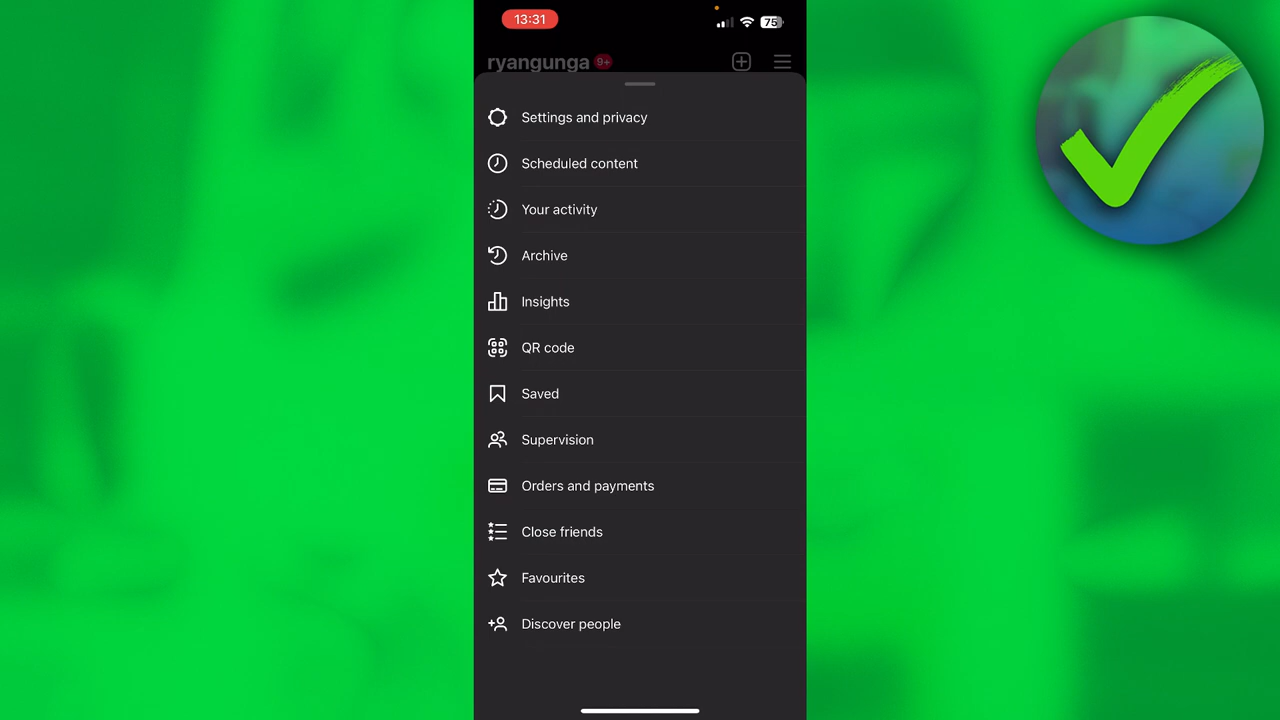 13:31
75
ryangunga 9+
Settings and privacy
Scheduled content
Your activity
Archive
Insights
QR code
Saved
Supervision
Orders and payments
Close friends
Favourites
Discover people